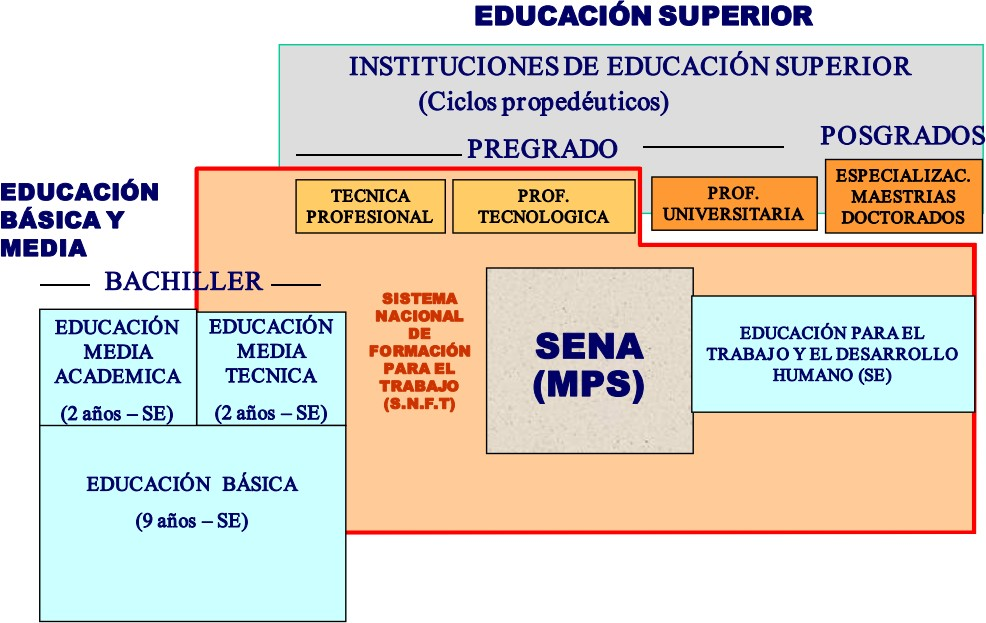 EDUCACIÓN SUPERIOR
INSTITUCIONES DE EDUCACIÓN SUPERIOR
(Ciclos propedéuticos)
PREGRADO
POSGRADOS
TECNICA
PROFESIONAL
PROF.
TECNOLOGICA
PROF.
UNIVERSITARIA
ESPECIALIZAC.
MAESTRIAS
DOCTORADOS
EDUCACIÓN
BÁSICA Y
MEDIA
BACHILLER
EDUCACIÓN
MEDIA
ACADEMICA
(2 años – SE)
EDUCACIÓN
MEDIA
TECNICA
(2 años – SE)
EDUCACIÓN BÁSICA
(9 años – SE)
SISTEMA
NACIONAL
DE
FORMACIÓN
PARA EL
TRABAJO
(S.N.F.T)
SENA
(MPS)
EDUCACIÓN PARA EL
TRABAJO Y EL DESARROLLO
HUMANO (SE)